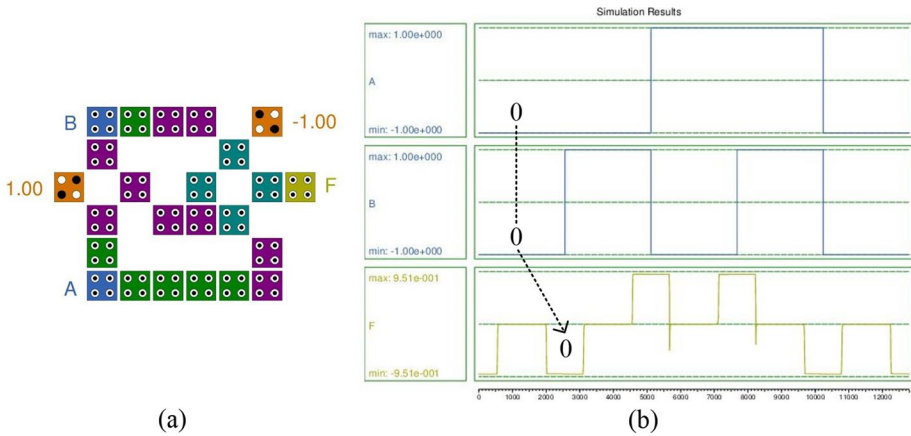 Simulation Results
max: 1.00e+000
A
min: -1.00e+000
0
max: 1.00e+000
B
min: -1.00e+000
0
max: 9.51e-001
F
min: -9.51e-001
0
0 1000 2000 3000 4000 5000 6000 7000 8000 9000 10000 11000 12000
B -1.00
1.00 F
A
(a) (b)